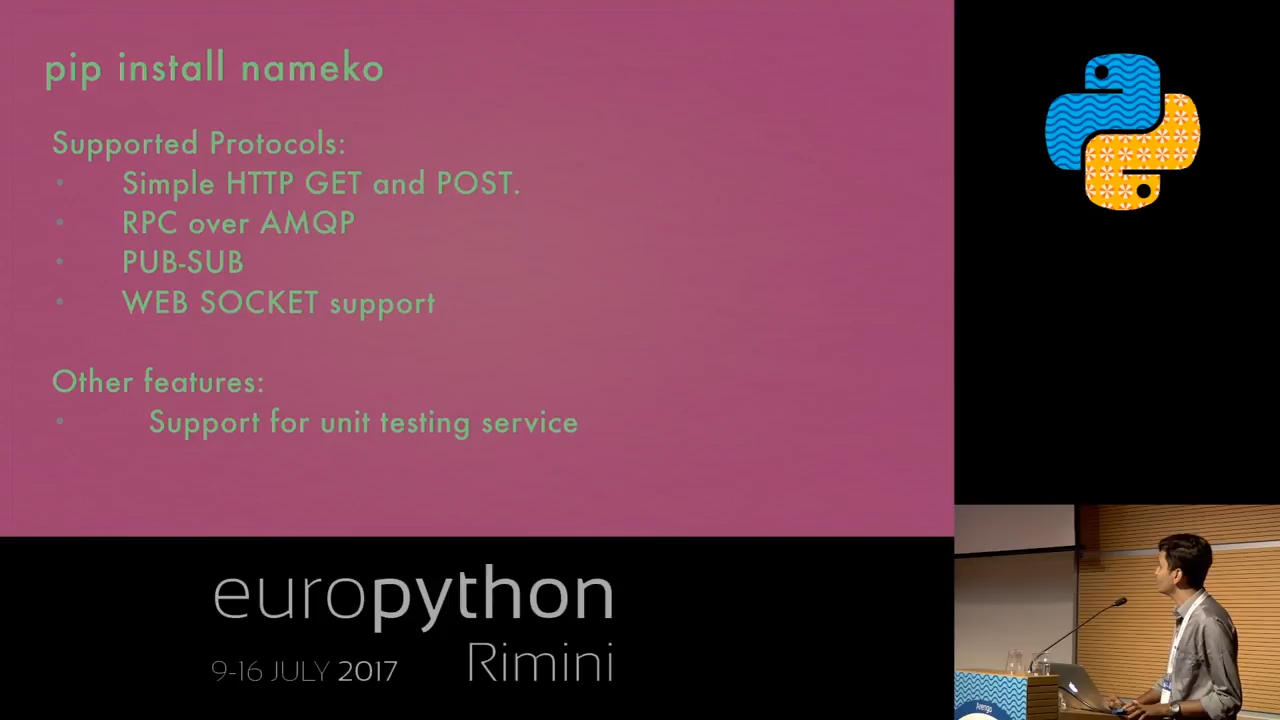 pip install nameko
Supported Protocols:
• Simple HTTP GET and POST.
• RPC over AMQP
• PUB-SUB
• WEB SOCKET support
Other features:
• Support for unit testing service
europython
9-16 JULY 2017 Rimini
Arengo